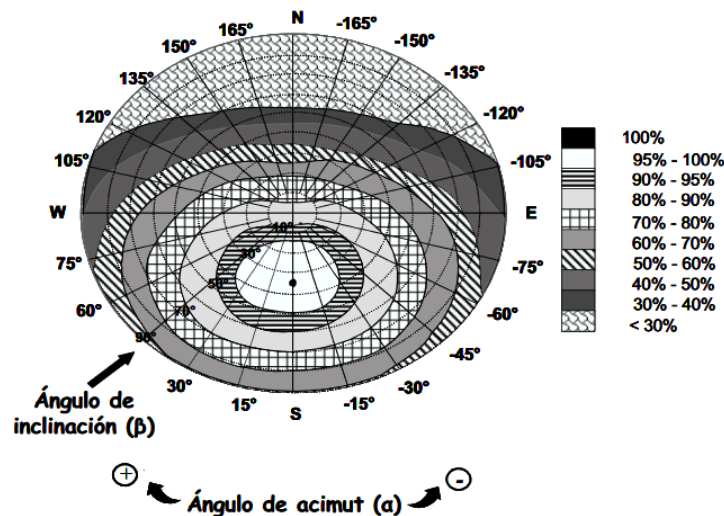 N
165°
-165°
150°
-150°
135°
-135°
120°
-120°
105°
-105°
W
E
75°
-75°
60°
-60°
-45°
30°
-30°
15°
-15°
S
10°
30°
50°
70°
90°
100%
95% - 100%
90% - 95%
80% - 90%
70% - 80%
60% - 70%
50% - 60%
40% - 50%
30% - 40%
< 30%
Ángulo de
inclinación (β)
+
Ángulo de acimut (α)
-